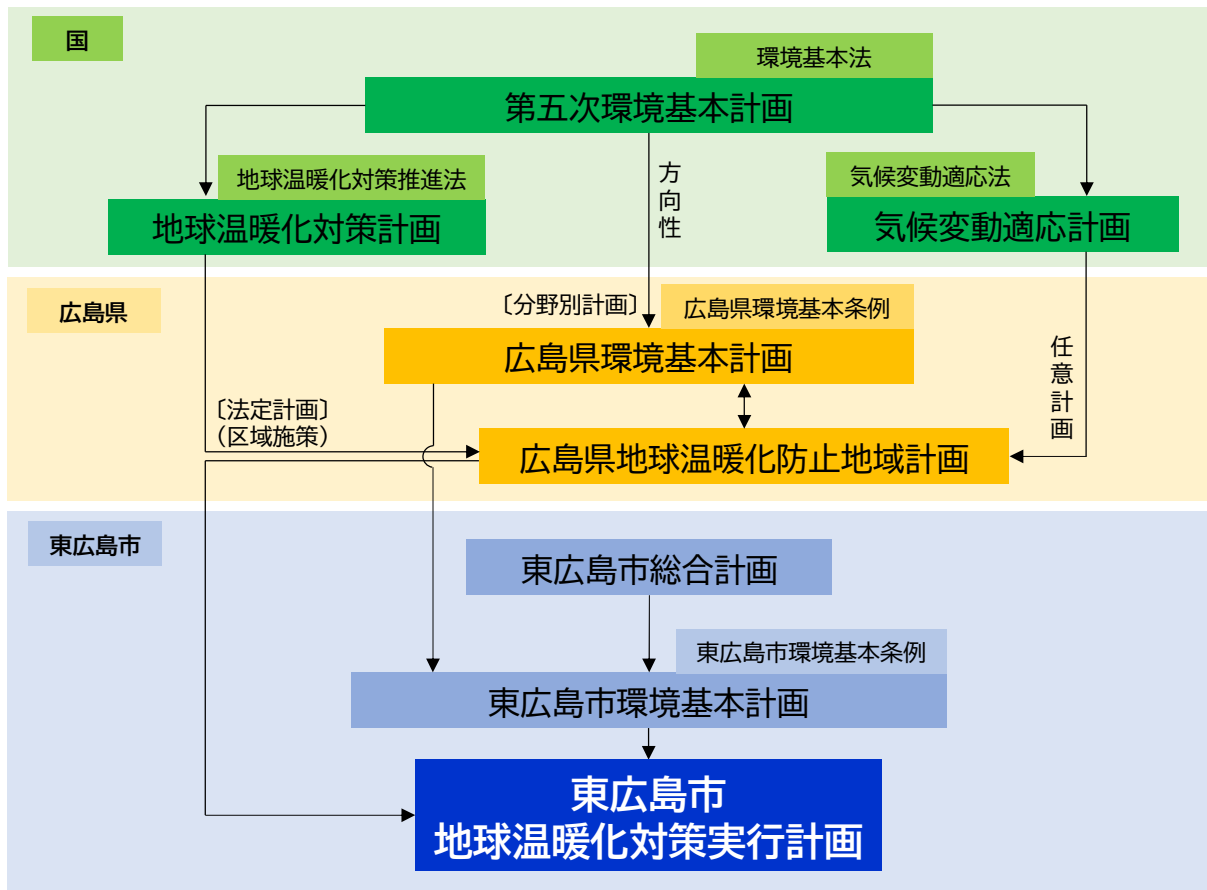 国
環境基本法
第五次環境基本計画
地球温暖化対策推進法
地球温暖化対策計画
方向性
気候変動適応法
気候変動適応計画
広島県
〔分野別計画〕
広島県環境基本条例
広島県環境基本計画
任意計画
〔法定計画〕
（区域施策）
広島県地球温暖化防止地域計画
東広島市
東広島市総合計画
東広島市環境基本条例
東広島市環境基本計画
東広島市
地球温暖化対策実行計画